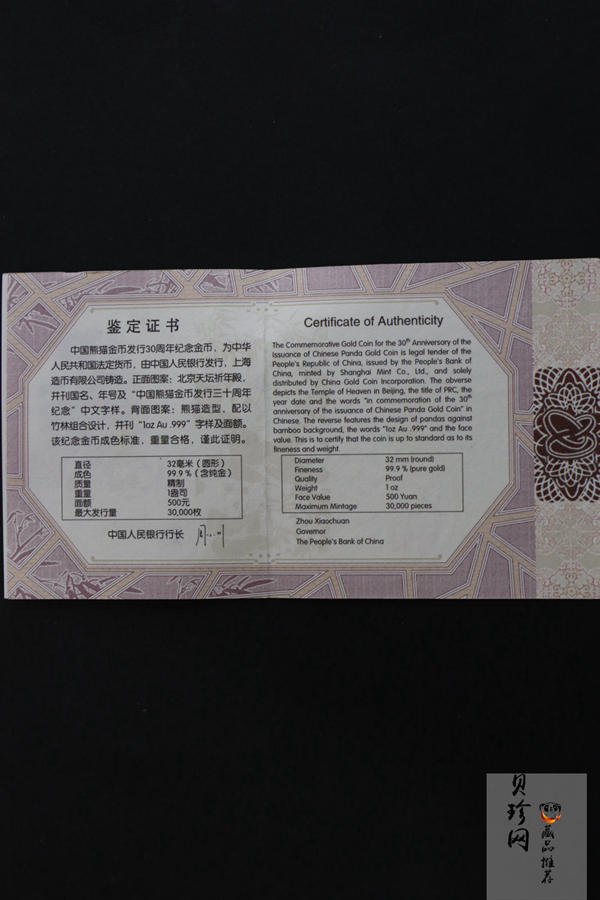 鉴定证书
中国熊猫金币发行30周年纪念金币，为中华
人民共和国法定货币，由中国人民银行发行，上海
造币有限公司铸造。正面图案：北京天坛祈年殿，
并刊国名、年号及“中国熊猫金币发行三十周年
纪念”中文字样。背面图案：熊猫造型，配以
竹林组合设计，并刊“1oz Au .999”字样及面额。
该纪念金币成色标准，重量合格，谨此证明。
直径 32毫米（圆形）
成色 99.9%（含纯金）
质量 精制
重量 1盎司
面额 500元
最大发行量 30,000枚
中国人民银行行长
Certificate of Authenticity
The Commemorative Gold Coin for the 30th Anniversary of the
Issuance of Chinese Panda Gold Coin is legal tender of the
People's Republic of China, issued by the People's Bank of
China, minted by Shanghai Mint Co., Ltd., and solely
distributed by China Gold Coin Incorporation. The obverse
depicts the Temple of Heaven in Beijing, the title of PRC, the
year date and the words "in commemoration of the 30th
anniversary of the issuance of Chinese Panda Gold Coin" in
Chinese. The reverse features the design of pandas against
bamboo background, the words "1oz Au .999" and the face
value. This is to certify that the coin is up to standard as to its
fineness and weight.
Diameter 32 mm (round)
Fineness 99.9 % (pure gold)
Quality Proof
Weight 1 oz
Face Value 500 Yuan
Maximum Mintage 30,000 pieces
Zhou Xiaochuan
Governor
The People's Bank of China
贝珍网
藏品推荐